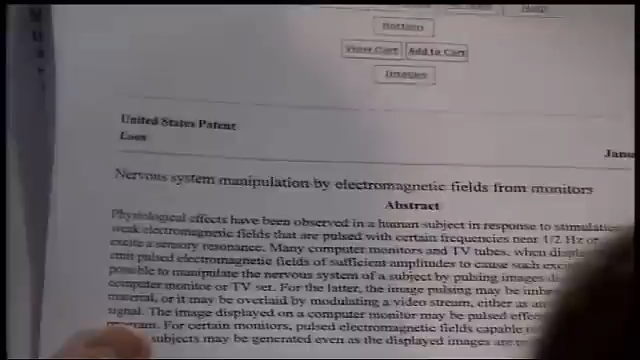 Help
Bottom
View Cart Add to Cart
Images
United States Patent
Loos
Nervous system manipulation by electromagnetic fields from monitors
Abstract
Physiological effects have been observed in a human subject in response to
weak electromagnetic fields that are pulsed with certain frequencies near 1/2 Hz or
excite a sensory resonance. Many computer monitors and TV tubes, when
emit pulsed electromagnetic fields of sufficient amplitudes to cause such
possible to manipulate the nervous system of a subject by pulsing images
computer monitor or TV set. For the latter, the image pulsing may be
material, or it may be overlaid by modulating a video stream, either as an
signal. The image displayed on a computer monitor may be pulsed
program. For certain monitors, pulsed electromagnetic fields capable
subjects may be generated even as the displayed images are